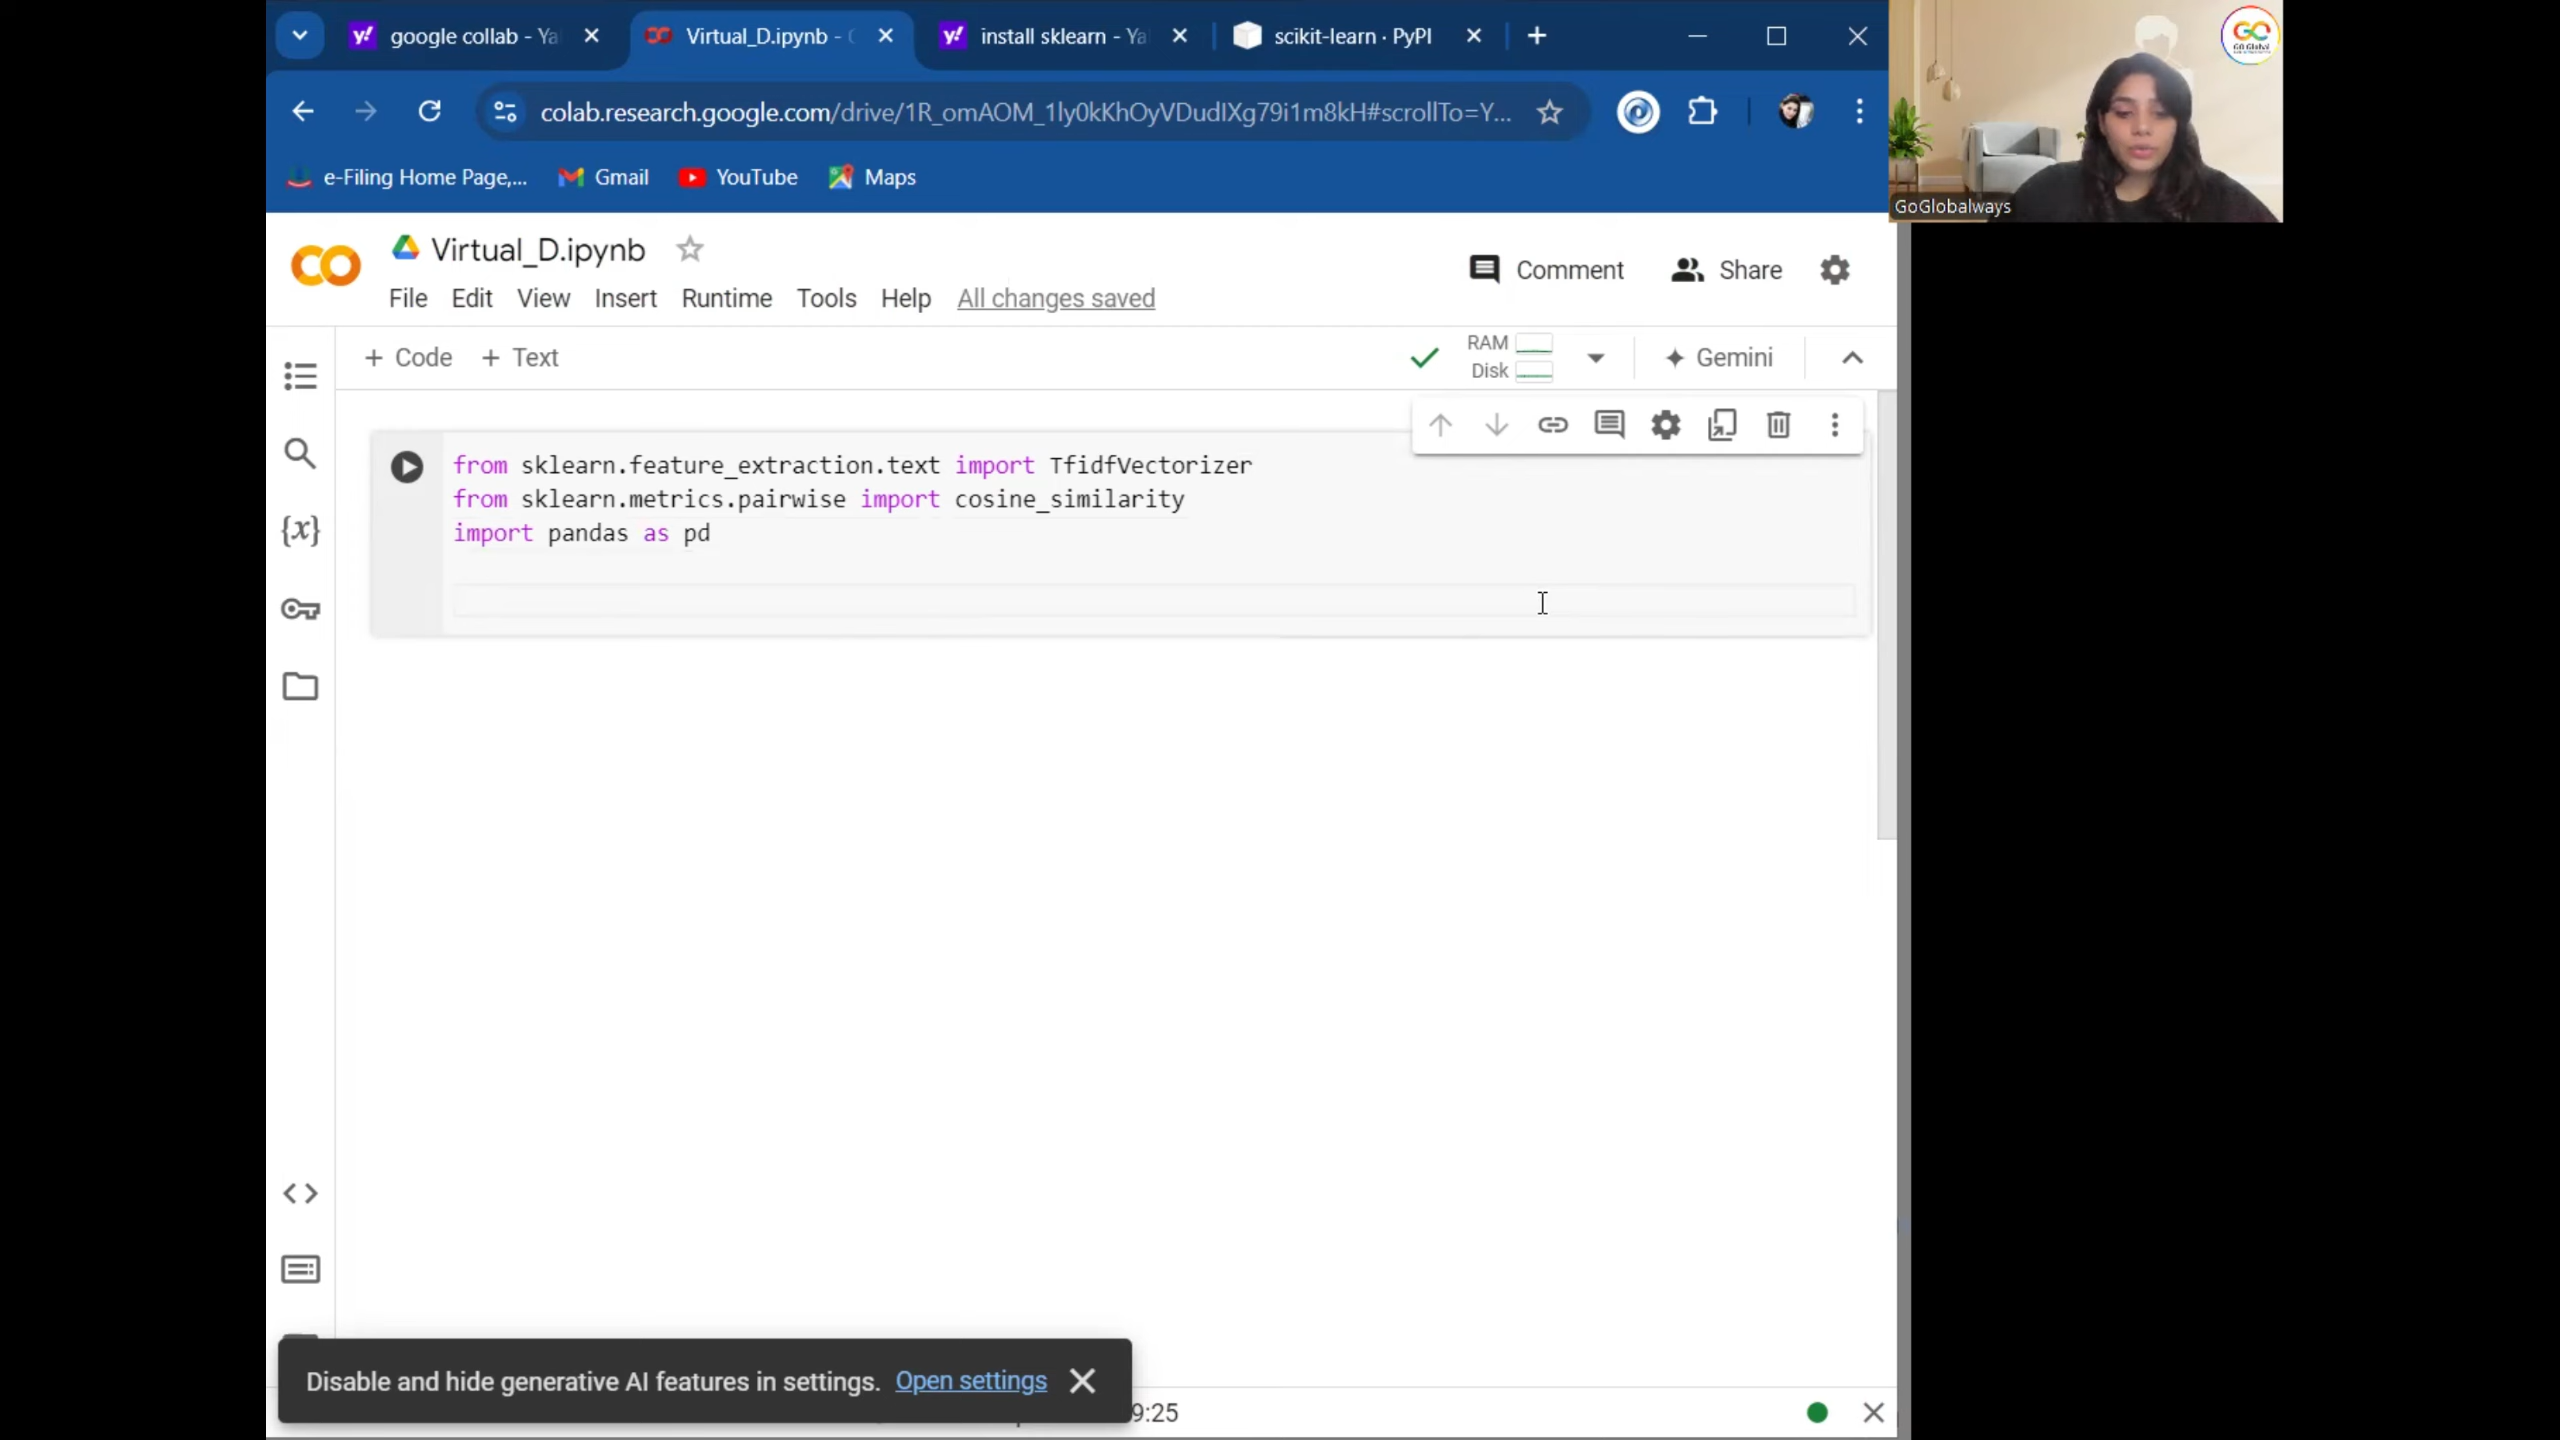 google collab - Ya
Virtual_D.ipynb -
install sklearn - Ya
scikit-learn · PyPI
colab.research.google.com/drive/1R_omAOM_1ly0kKhOyVDudIXg79i1m8kH#scrollTo=Y...
e-Filing Home Page,...
Gmail
YouTube
Maps
GO Global
GoGlobalways
Virtual_D.ipynb
Comment
Share
File Edit View Insert Runtime Tools Help All changes saved
+ Code + Text
RAM
Disk
Gemini
from sklearn.feature_extraction.text import TfidfVectorizer
from sklearn.metrics.pairwise import cosine_similarity
import pandas as pd
Disable and hide generative AI features in settings. Open settings
9:25